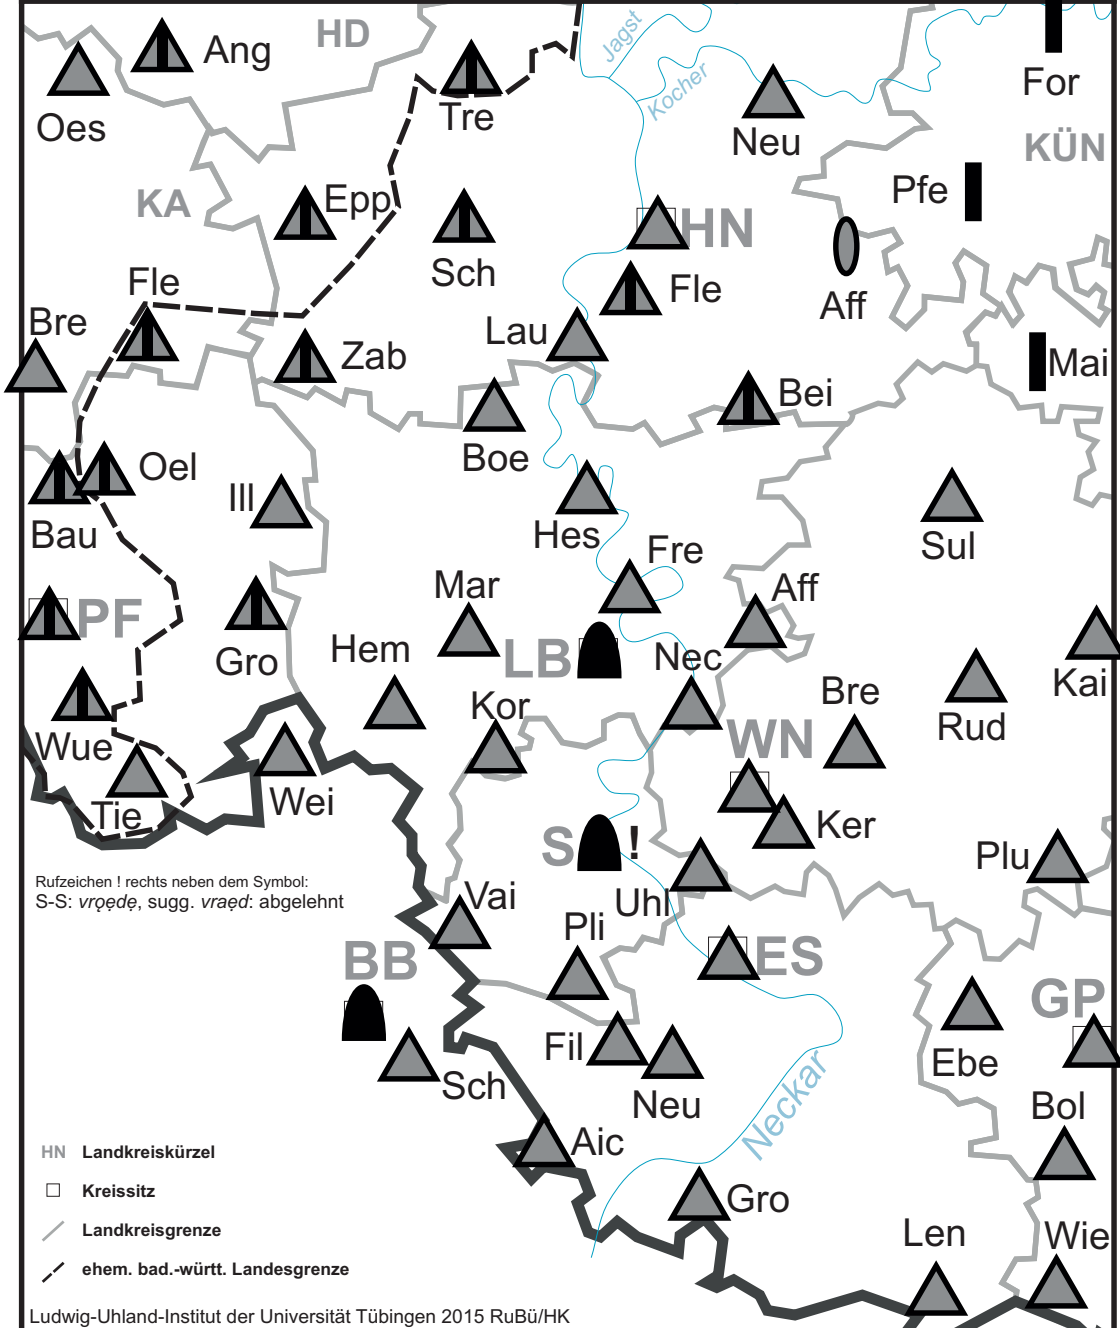 Jagst
HD
Ang
For
Oes
Tre
Kocher
Neu
KÜN
KA
Epp
Pfe
HN
Sch
Fle
Fle
Aff
Bre
Lau
Zab
Mai
Bei
Boe
Oel
Ill
Bau
Hes
Sul
Fre
Mar
Aff
PF
Gro
Hem
LB
Nec
Kai
Bre
Kor
Rud
Wue
WN
Wei
Tie
Ker
S
!
Plu
Rufzeichen ! rechts neben dem Symbol:
S-S: vrǫẹdẹ, sugg. vraẹd: abgelehnt
Vai
Uhl
Pli
BB
ES
GP
Fil
Ebe
Sch
Neu
Neckar
Bol
Aic
HN Landkreiskürzel
Kreissitz
Gro
Landkreisgrenze
Len
Wie
ehem. bad.-württ. Landesgrenze
Ludwig-Uhland-Institut der Universität Tübingen 2015 RuBü/HK